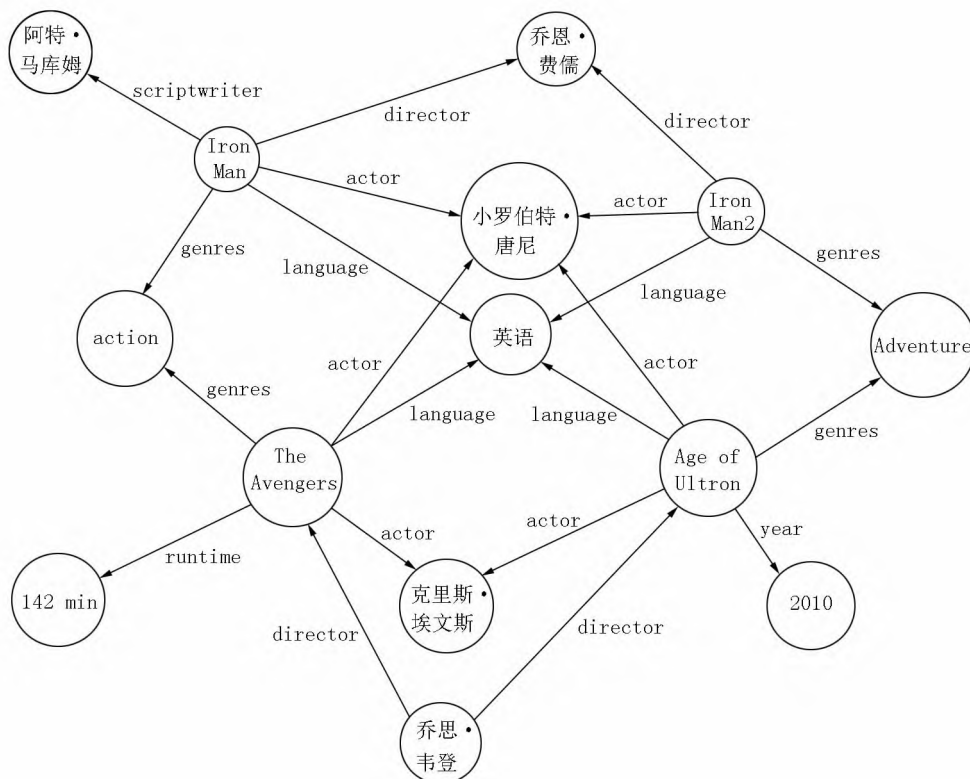 阿特·
马库姆
乔恩·
费儒
scriptwriter
director
director
Iron
Man
actor
小罗伯特·
唐尼
actor
Iron
Man2
genres
language
language
genres
action
英语
Adventure
actor
actor
genres
language
language
genres
The
Avengers
Age of
Ultron
actor
actor
year
runtime
142 min
克里斯·
埃文斯
2010
director
director
乔思·
韦登